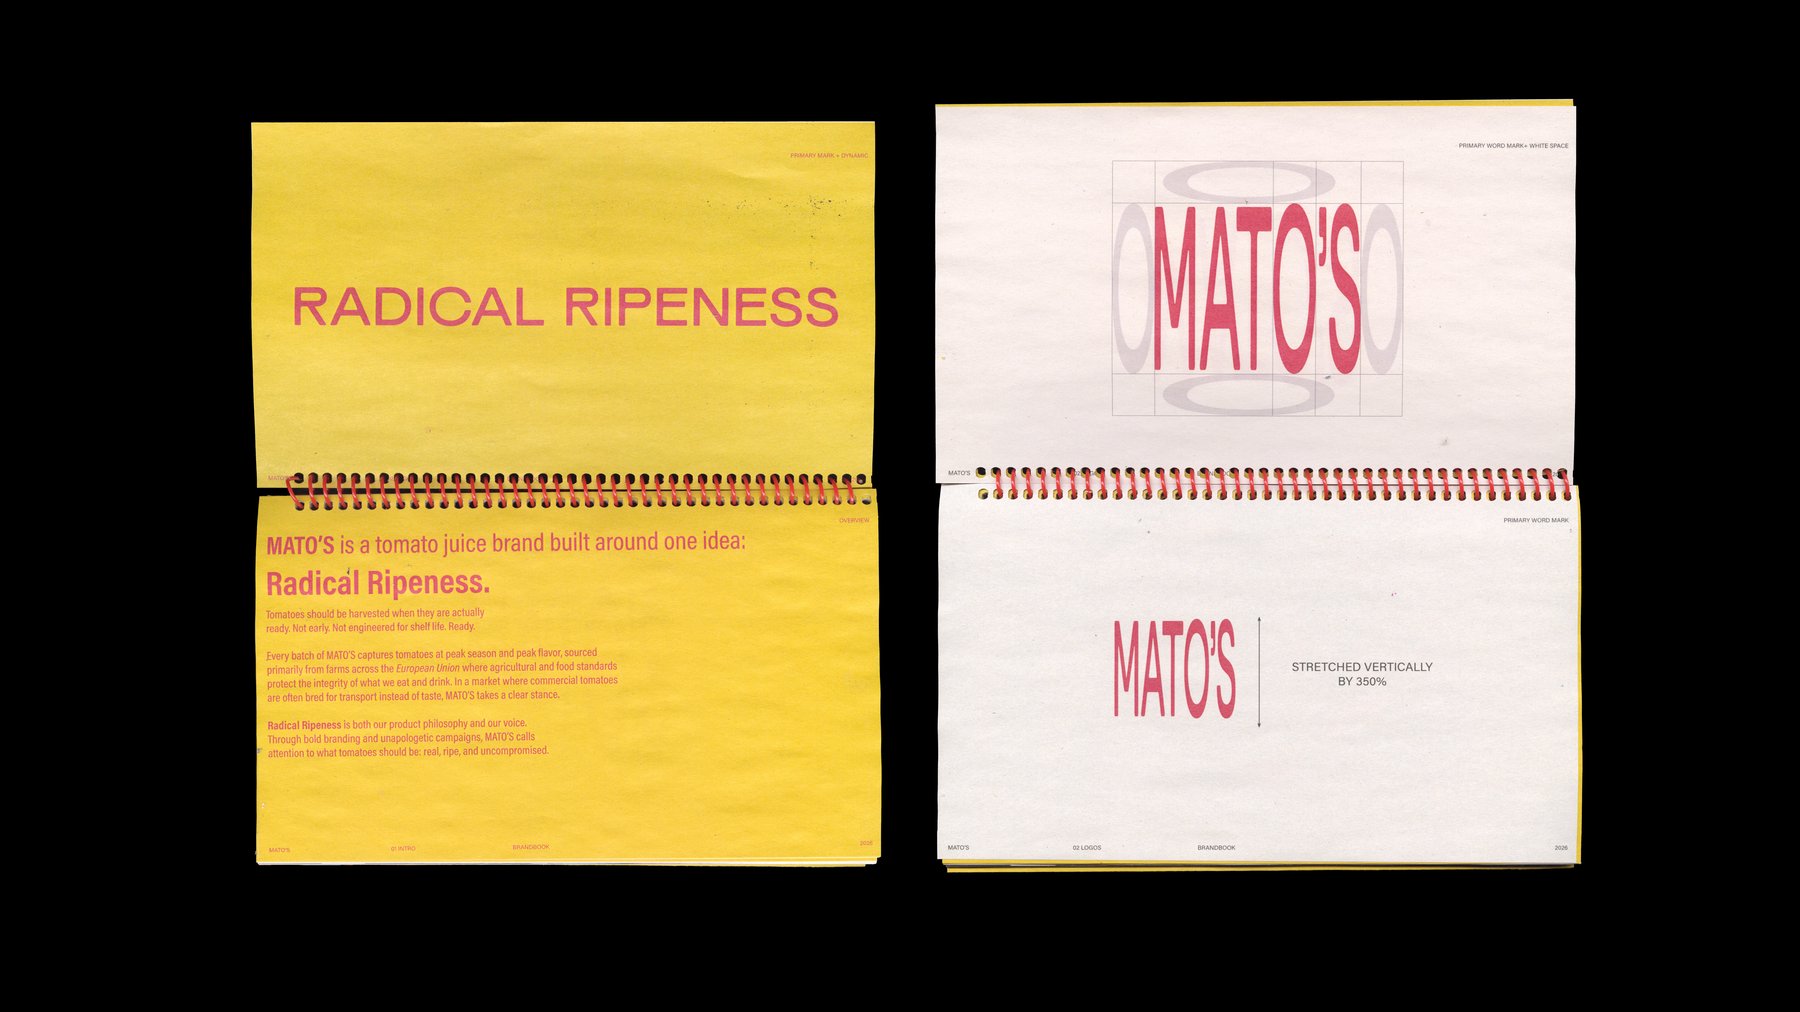 PRIMARY MARK + DYNAMIC
RADICAL RIPENESS
MATO'S
OVERVIEW
MATO'S is a tomato juice brand built around one idea:
Radical Ripeness.
Tomatoes should be harvested when they are actually
ready. Not early. Not engineered for shelf life. Ready.
Every batch of MATO'S captures tomatoes at peak season and peak flavor, sourced
primarily from farms across the European Union where agricultural and food standards
protect the integrity of what we eat and drink. In a market where commercial tomatoes
are often bred for transport instead of taste, MATO'S takes a clear stance.
Radical Ripeness is both our product philosophy and our voice.
Through bold branding and unapologetic campaigns, MATO'S calls
attention to what tomatoes should be: real, ripe, and uncompromised.
MATO'S 01 INTRO BRANDBOOK 2026
PRIMARY WORD MARK+ WHITE SPACE
O
O MATO'S O
O
MATO'S
PRIMARY WORD MARK
MATO'S
STRETCHED VERTICALLY
BY 350%
MATO'S 02 LOGOS BRANDBOOK 2026